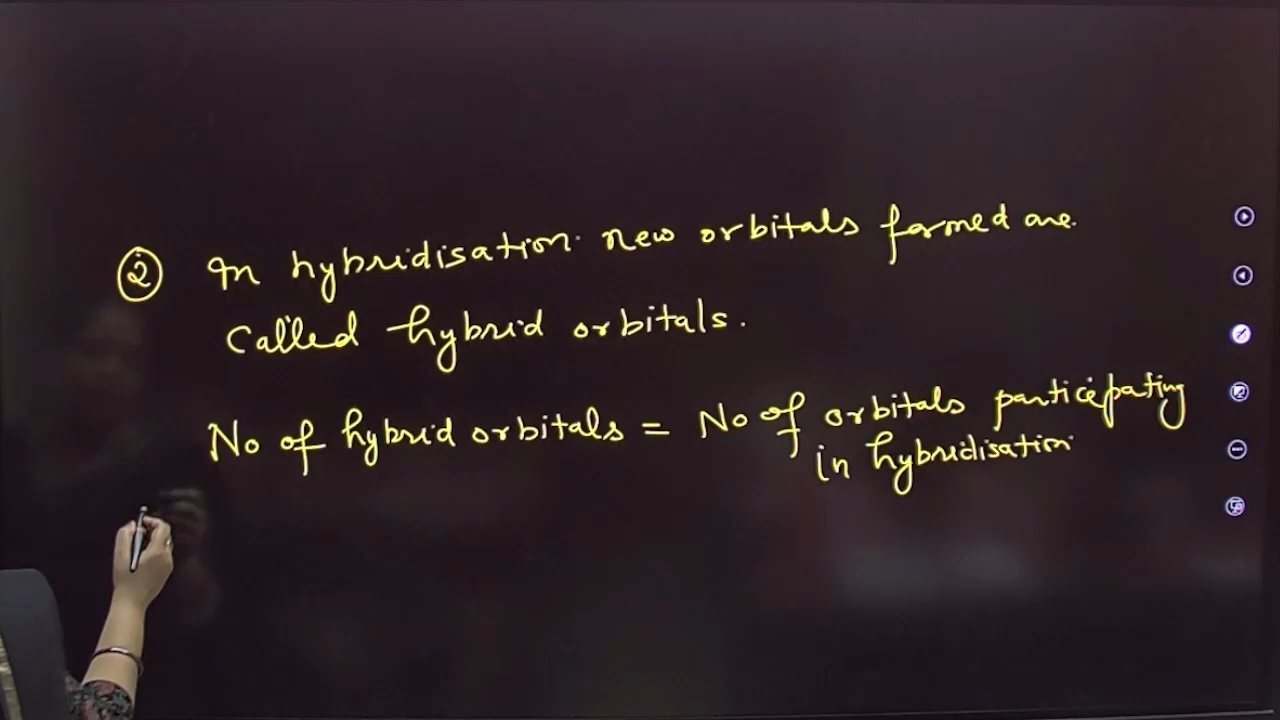 ② In hybridisation new orbitals formed are
called hybrid orbitals.
No of hybrid orbitals = No of orbitals participating
in hybridisation